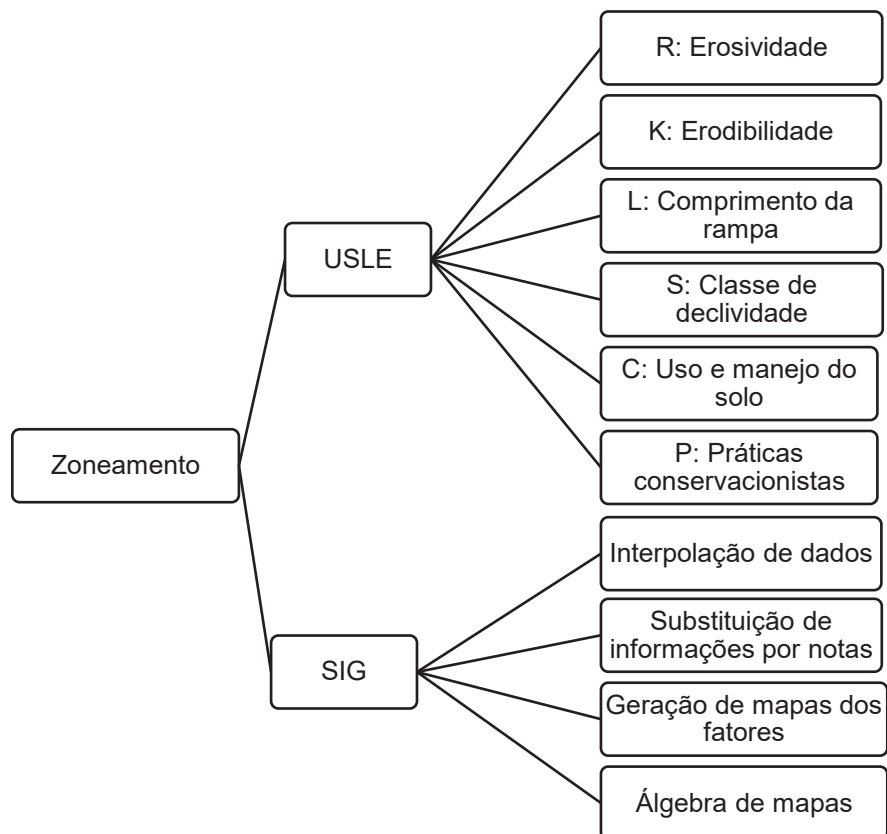 R: Erosividade
K: Erodibilidade
L: Comprimento da
rampa
USLE
S: Classe de
declividade
C: Uso e manejo do
solo
Zoneamento
P: Práticas
conservacionistas
Interpolação de dados
Substituição de
informações por notas
SIG
Geração de mapas dos
fatores
Álgebra de mapas